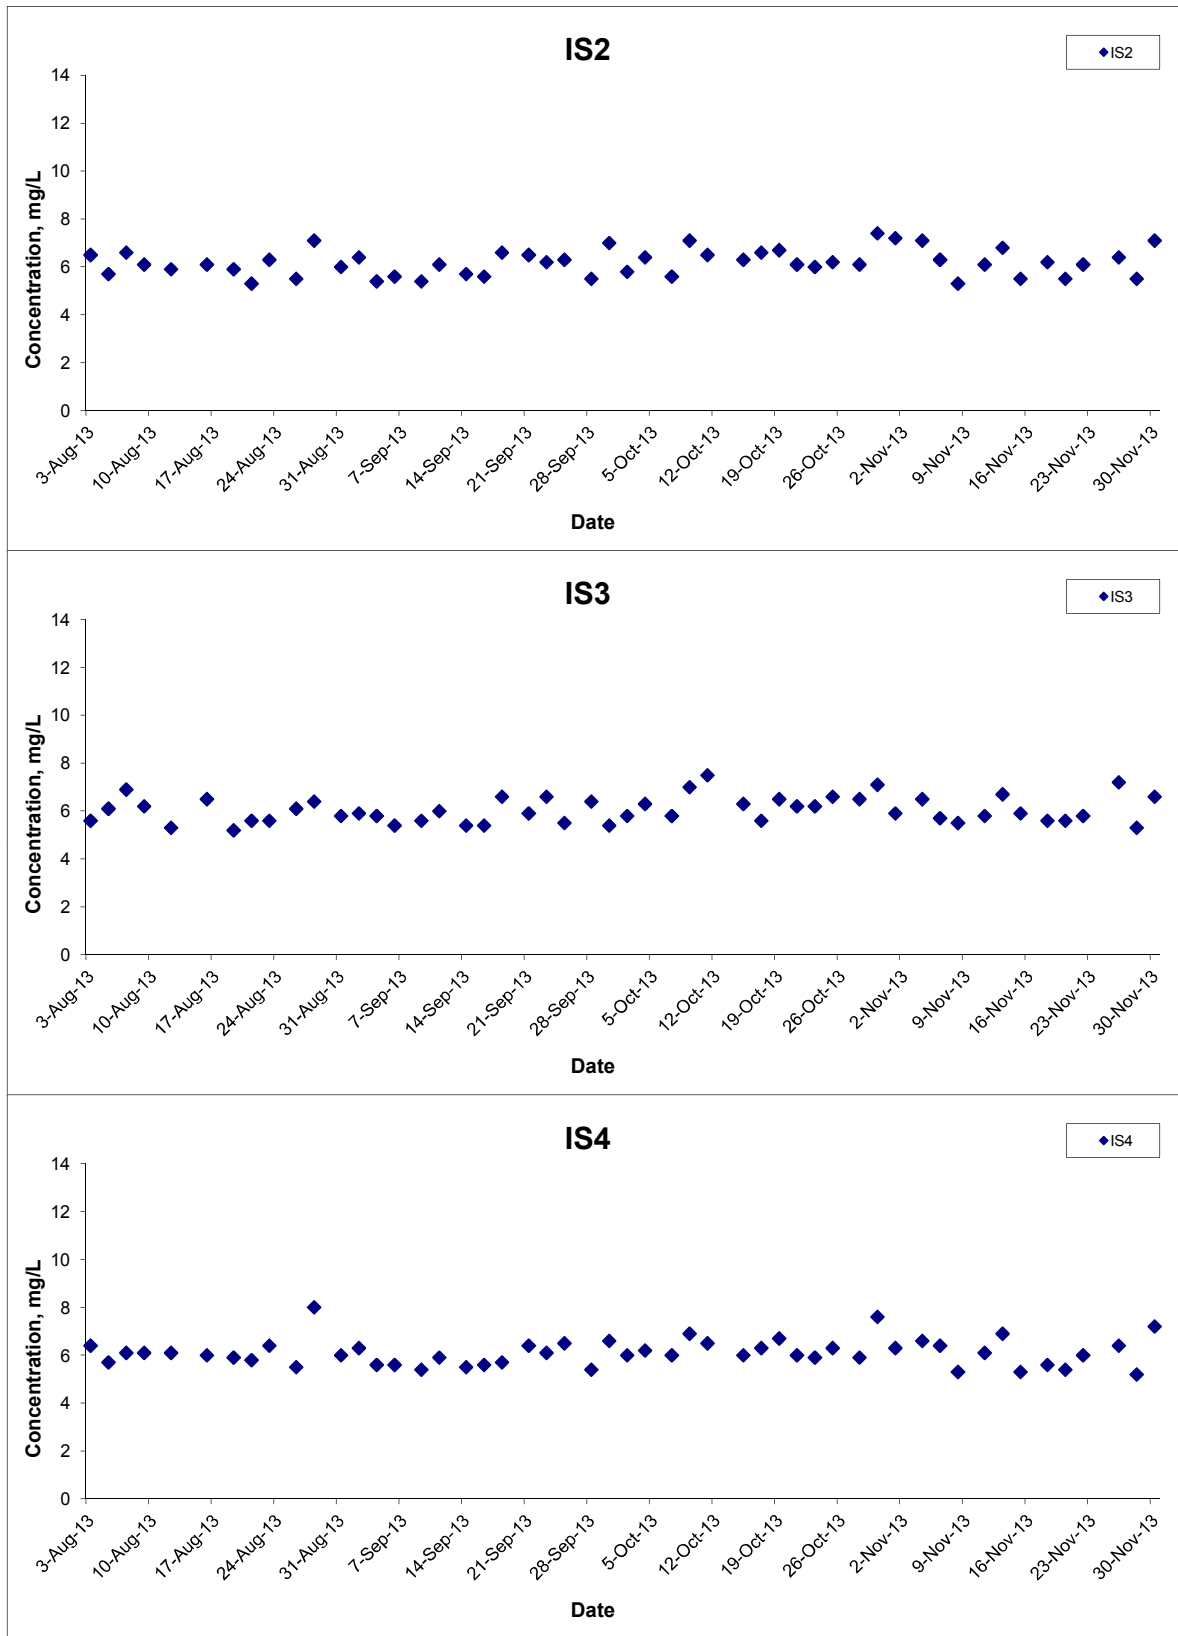 IS2
IS2
14
12
10
8
6
4
2
0
Concentration, mg/L
3-Aug-13
10-Aug-13
17-Aug-13
24-Aug-13
31-Aug-13
7-Sep-13
14-Sep-13
21-Sep-13
28-Sep-13
5-Oct-13
12-Oct-13
19-Oct-13
26-Oct-13
2-Nov-13
9-Nov-13
16-Nov-13
23-Nov-13
30-Nov-13
Date
IS3
IS3
14
12
10
8
6
4
2
0
Concentration, mg/L
3-Aug-13
10-Aug-13
17-Aug-13
24-Aug-13
31-Aug-13
7-Sep-13
14-Sep-13
21-Sep-13
28-Sep-13
5-Oct-13
12-Oct-13
19-Oct-13
26-Oct-13
2-Nov-13
9-Nov-13
16-Nov-13
23-Nov-13
30-Nov-13
Date
IS4
IS4
14
12
10
8
6
4
2
0
Concentration, mg/L
3-Aug-13
10-Aug-13
17-Aug-13
24-Aug-13
31-Aug-13
7-Sep-13
14-Sep-13
21-Sep-13
28-Sep-13
5-Oct-13
12-Oct-13
19-Oct-13
26-Oct-13
2-Nov-13
9-Nov-13
16-Nov-13
23-Nov-13
30-Nov-13
Date